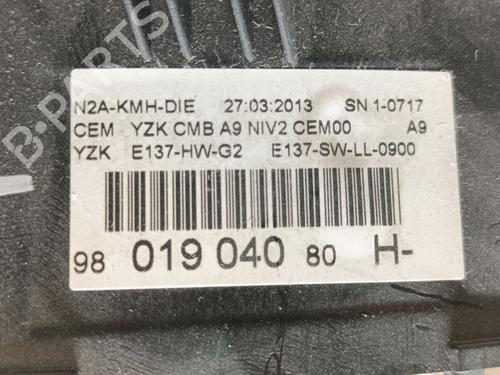 N2A-KMH-DIE 27:03:2013 SN 1-0717
CEM YZK CMB A9 NIV2 CEM00 A9
YZK E137-HW-G2 E137-SW-LL-0900
98 019 040 80 H-
B-PARTS